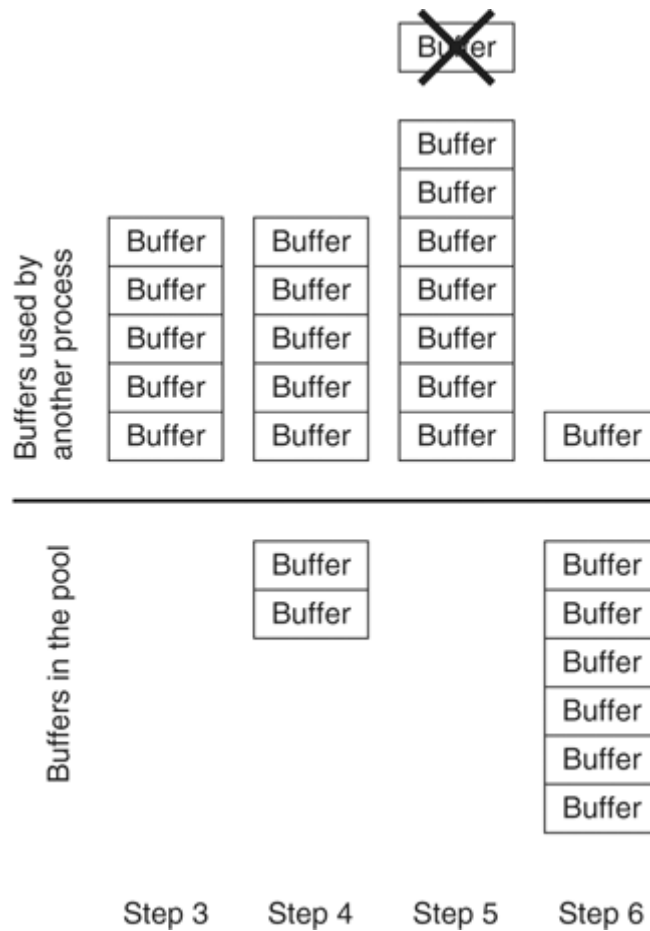 Buffer
Buffer
Buffer
Buffer Buffer Buffer
Buffer Buffer Buffer
Buffer Buffer Buffer
Buffer Buffer Buffer
Buffer Buffer Buffer Buffer
Buffers used by
another process
Buffer Buffer
Buffer Buffer
Buffer
Buffer
Buffer
Buffer
Buffers in the pool
Step 3 Step 4 Step 5 Step 6